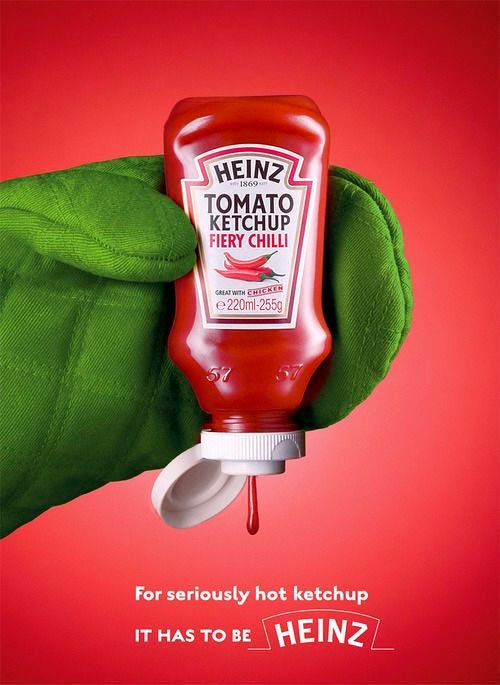 HEINZ
ESTD 1869
TOMATO
KETCHUP
FIERY CHILLI
GREAT WITH CHICKEN
℮220ml-255g
57 57
For seriously hot ketchup
IT HAS TO BE HEINZ